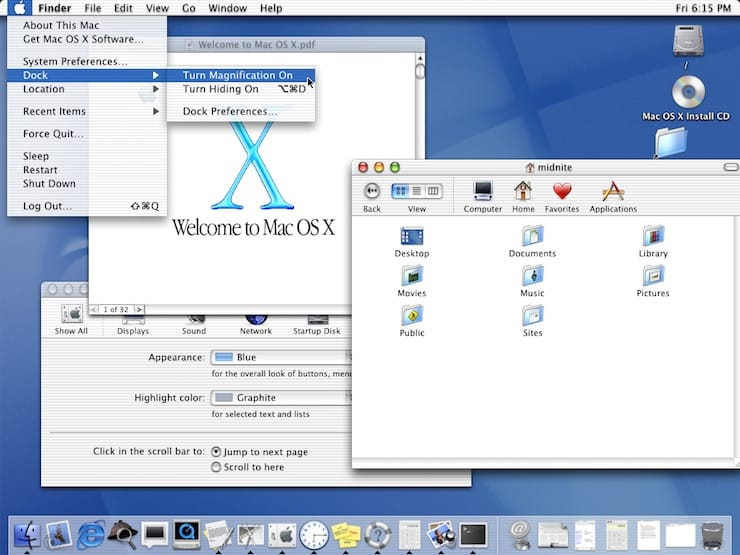 Finder File Edit View Go Window Help Fri 6:15 PM
About This Mac
Get Mac OS X Software...
System Preferences...
Dock
Location
Recent Items
Force Quit...
Sleep
Restart
Shut Down
Log Out... ⇧⌘Q
Turn Magnification On
Turn Hiding On ⌥⌘D
Dock Preferences...
Welcome to Mac OS X.pdf
X
Welcome to Mac OS X
1 of 32
/
Mac OS X Install CD
midnite
Back View Computer Home Favorites Applications
Desktop Documents Library
Movies Music Pictures
Public Sites
Show All Displays Sound Network Startup Disk
Appearance: Blue
for the overall look of buttons, menu
Highlight color: Graphite
for selected text and lists
Click in the scroll bar to: Jump to next page
Scroll to here